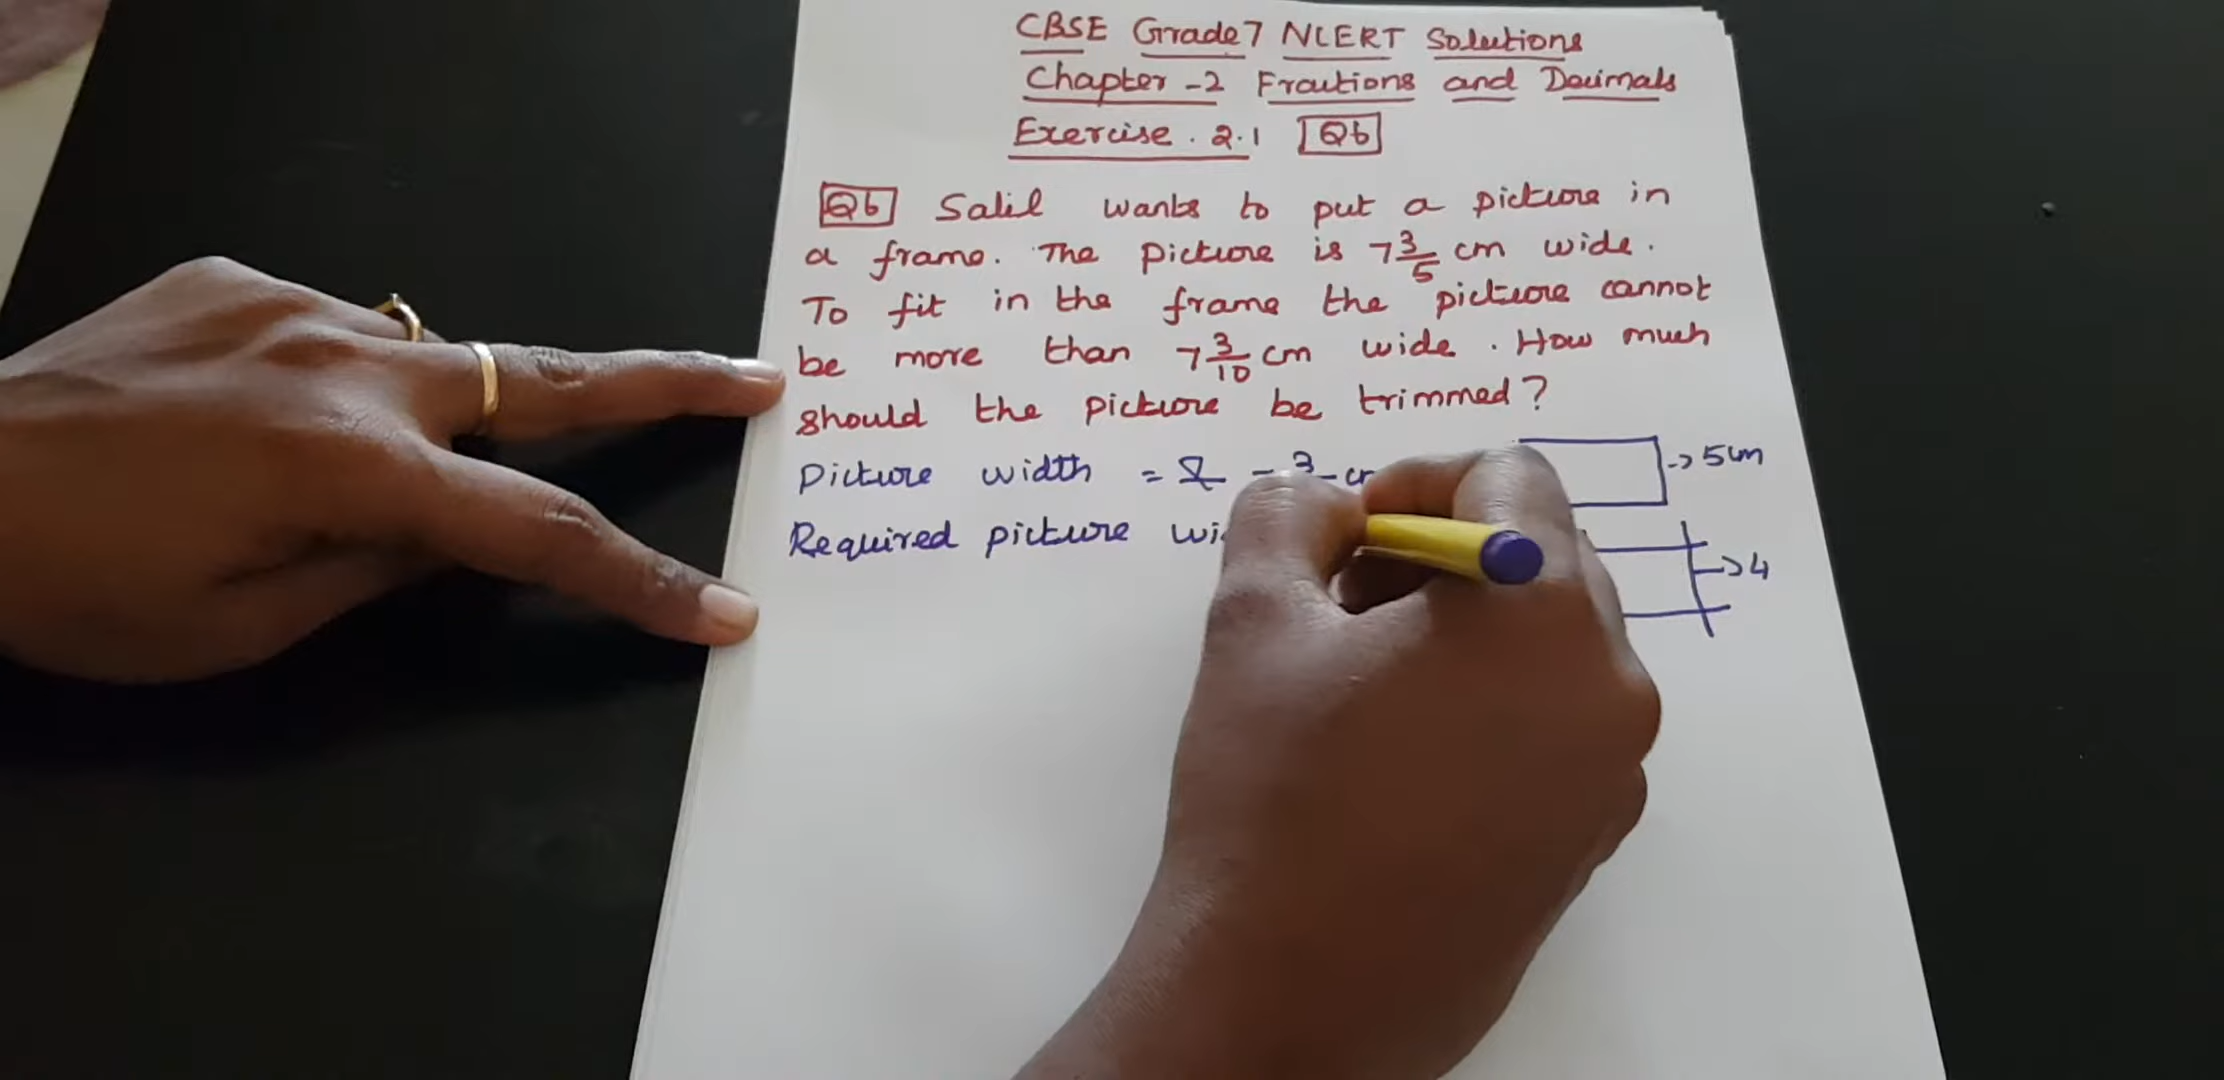 CBSE Grade 7 NCERT Solutions
Chapter - 2 Fractions and Decimals
Exercise . 2.1 Q6
Q6 Salil wants to put a picture in
a frame. The picture is 7 3/5 cm wide.
To fit in the frame the picture cannot
be more than 7 3/10 cm wide. How much
should the picture be trimmed?
Picture width = 3 -> 5cm
Required picture
-> 4